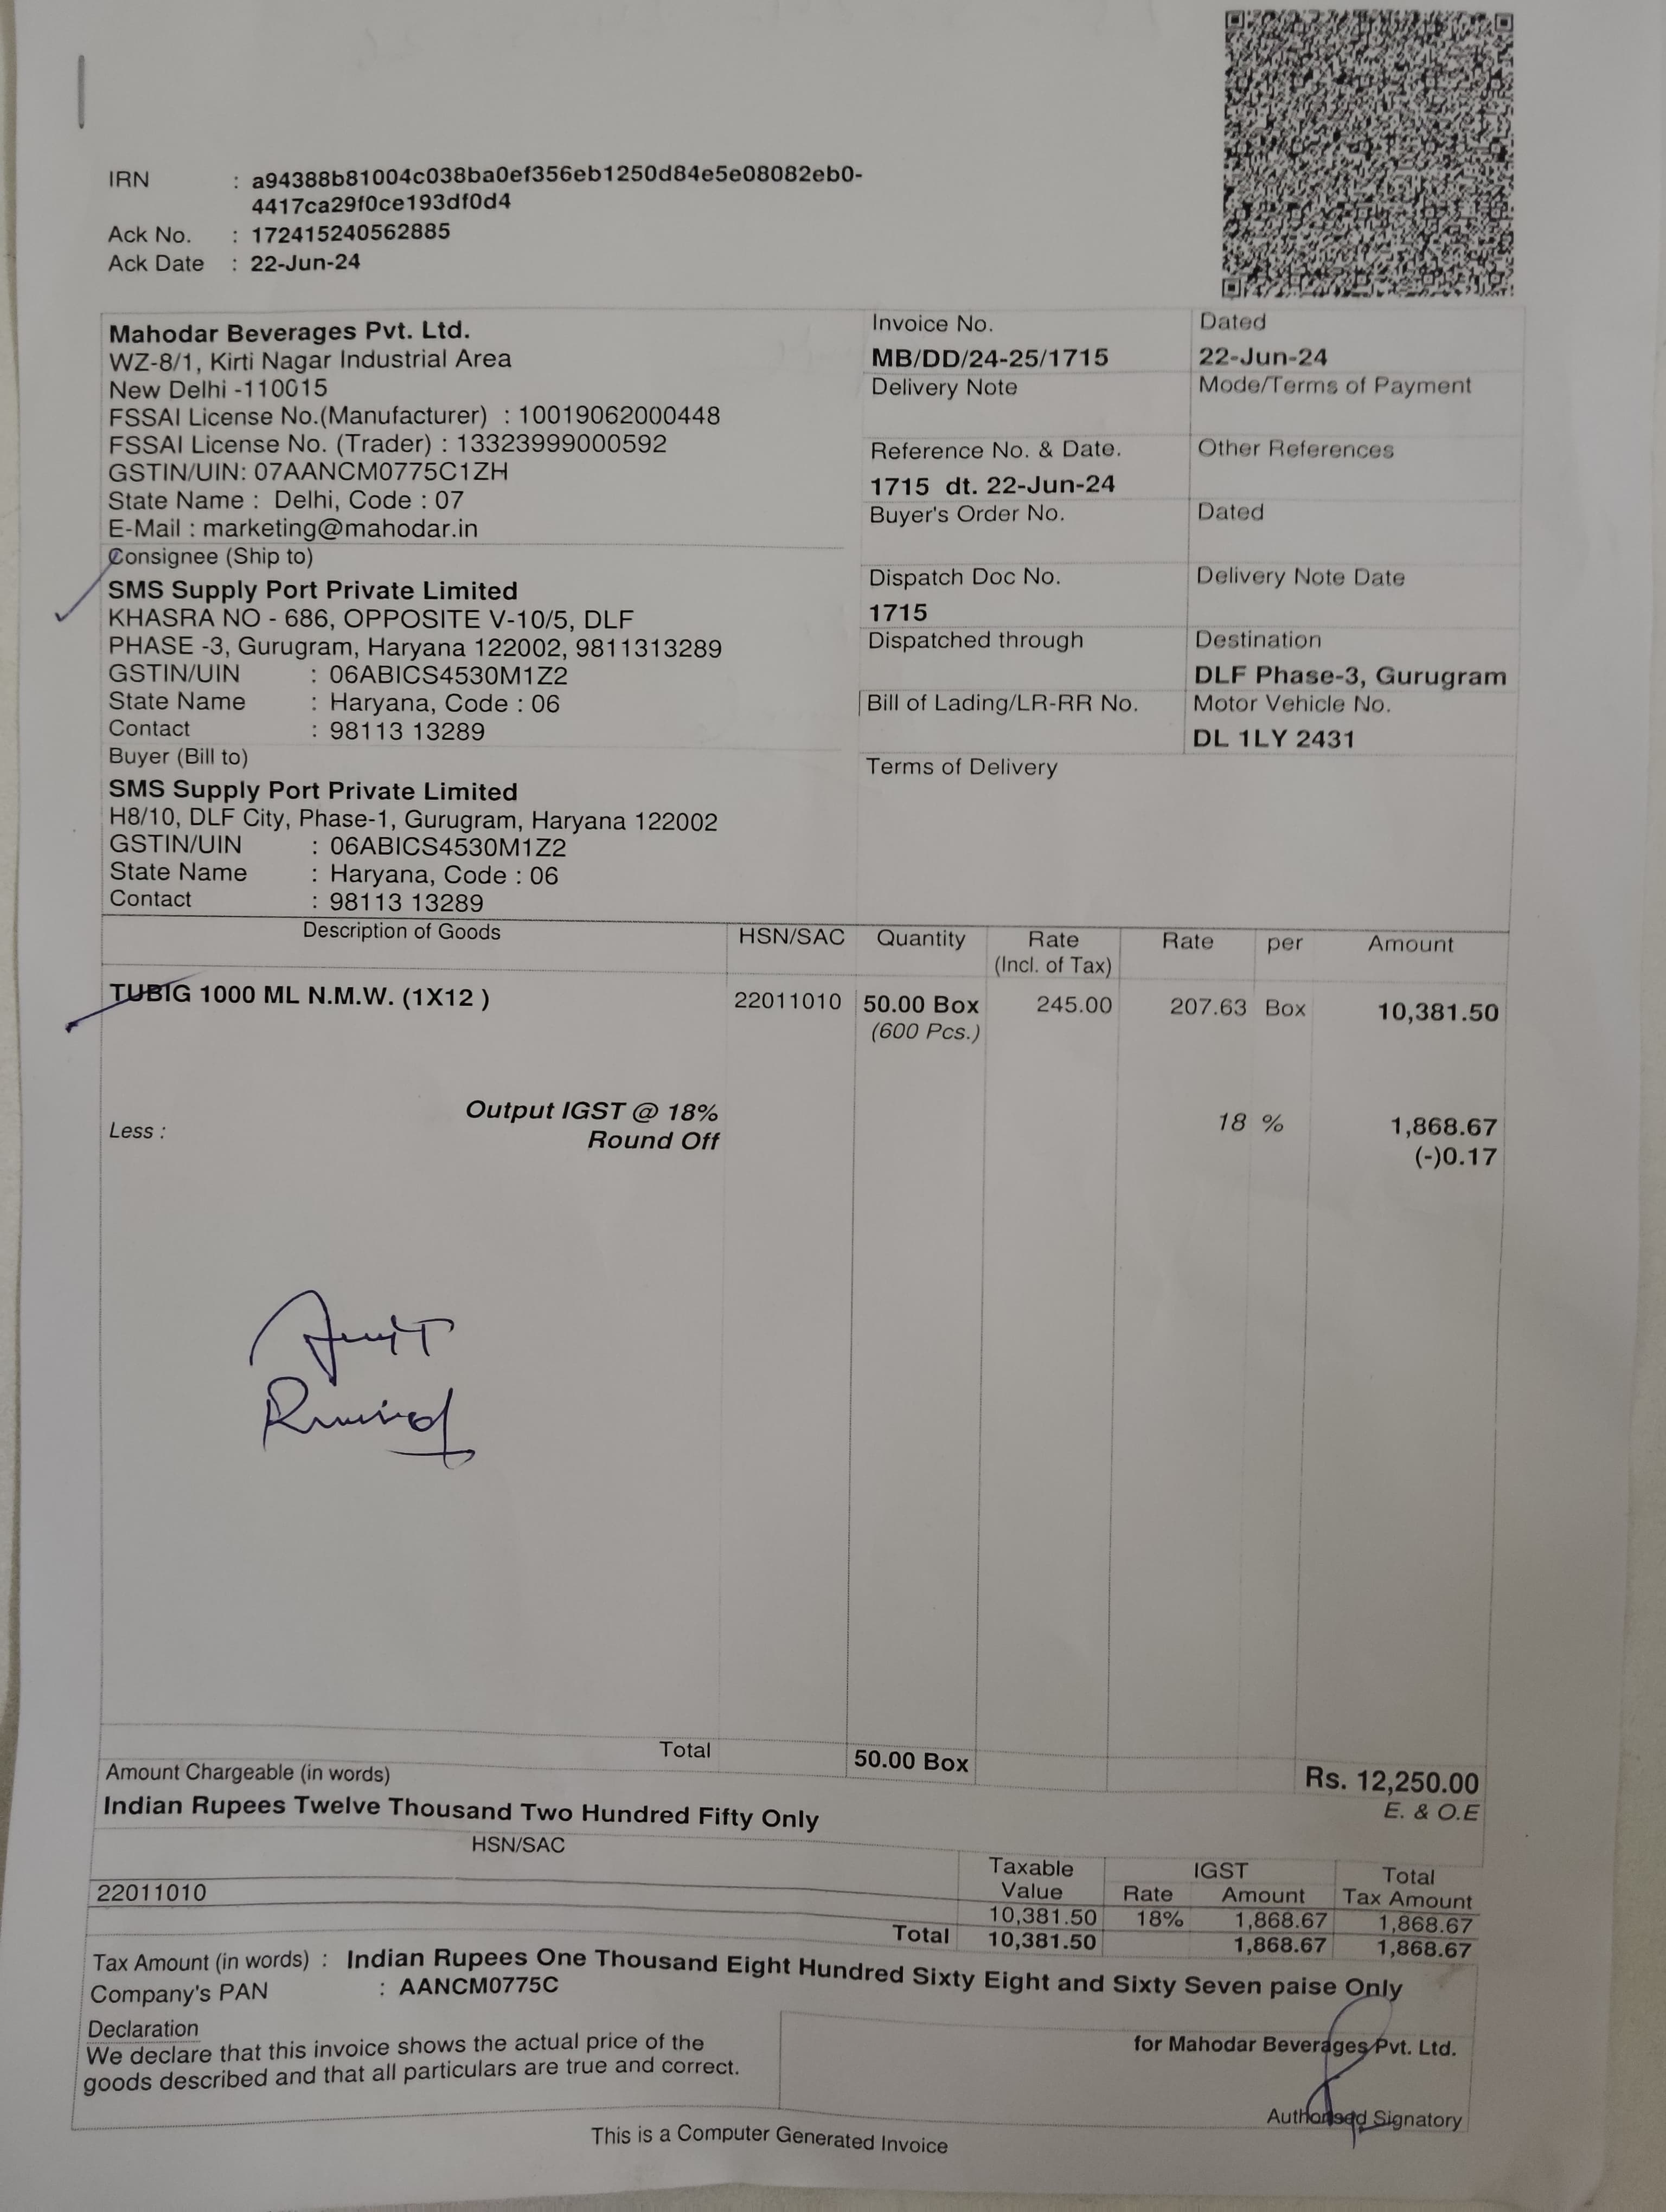 IRN : a94388b81004c038ba0ef356eb1250d84e5e08082eb0-
4417ca29f0ce193df0d4
Ack No. : 172415240562885
Ack Date : 22-Jun-24
Mahodar Beverages Pvt. Ltd.
WZ-8/1, Kirti Nagar Industrial Area
New Delhi -110015
FSSAI License No.(Manufacturer) : 10019062000448
FSSAI License No. (Trader) : 13323999000592
GSTIN/UIN: 07AANCM0775C1ZH
State Name : Delhi, Code : 07
E-Mail : marketing@mahodar.in
Consignee (Ship to)
SMS Supply Port Private Limited
KHASRA NO - 686, OPPOSITE V-10/5, DLF
PHASE -3, Gurugram, Haryana 122002, 9811313289
GSTIN/UIN : 06ABICS4530M1Z2
State Name : Haryana, Code : 06
Contact : 98113 13289
Buyer (Bill to)
SMS Supply Port Private Limited
H8/10, DLF City, Phase-1, Gurugram, Haryana 122002
GSTIN/UIN : 06ABICS4530M1Z2
State Name : Haryana, Code : 06
Contact : 98113 13289
Invoice No. Dated
MB/DD/24-25/1715 22-Jun-24
Delivery Note Mode/Terms of Payment
Reference No. & Date. Other References
1715 dt. 22-Jun-24
Buyer's Order No. Dated
Dispatch Doc No. Delivery Note Date
1715
Dispatched through Destination
DLF Phase-3, Gurugram
Bill of Lading/LR-RR No. Motor Vehicle No.
DL 1LY 2431
Terms of Delivery
Description of Goods HSN/SAC Quantity Rate Rate per Amount
(Incl. of Tax)
TUBIG 1000 ML N.M.W. (1X12 ) 22011010 50.00 Box 245.00 207.63 Box 10,381.50
(600 Pcs.)
Output IGST @ 18% 18 % 1,868.67
Less : Round Off (-)0.17
Amit
Total 50.00 Box Rs. 12,250.00
Amount Chargeable (in words) E. & O.E
Indian Rupees Twelve Thousand Two Hundred Fifty Only
HSN/SAC Taxable IGST Total
Value Rate Amount Tax Amount
22011010 10,381.50 18% 1,868.67 1,868.67
Total 10,381.50 1,868.67 1,868.67
Tax Amount (in words) : Indian Rupees One Thousand Eight Hundred Sixty Eight and Sixty Seven paise Only
Company's PAN : AANCM0775C
Declaration
We declare that this invoice shows the actual price of the
goods described and that all particulars are true and correct.
for Mahodar Beverages Pvt. Ltd.
Authorised Signatory
This is a Computer Generated Invoice